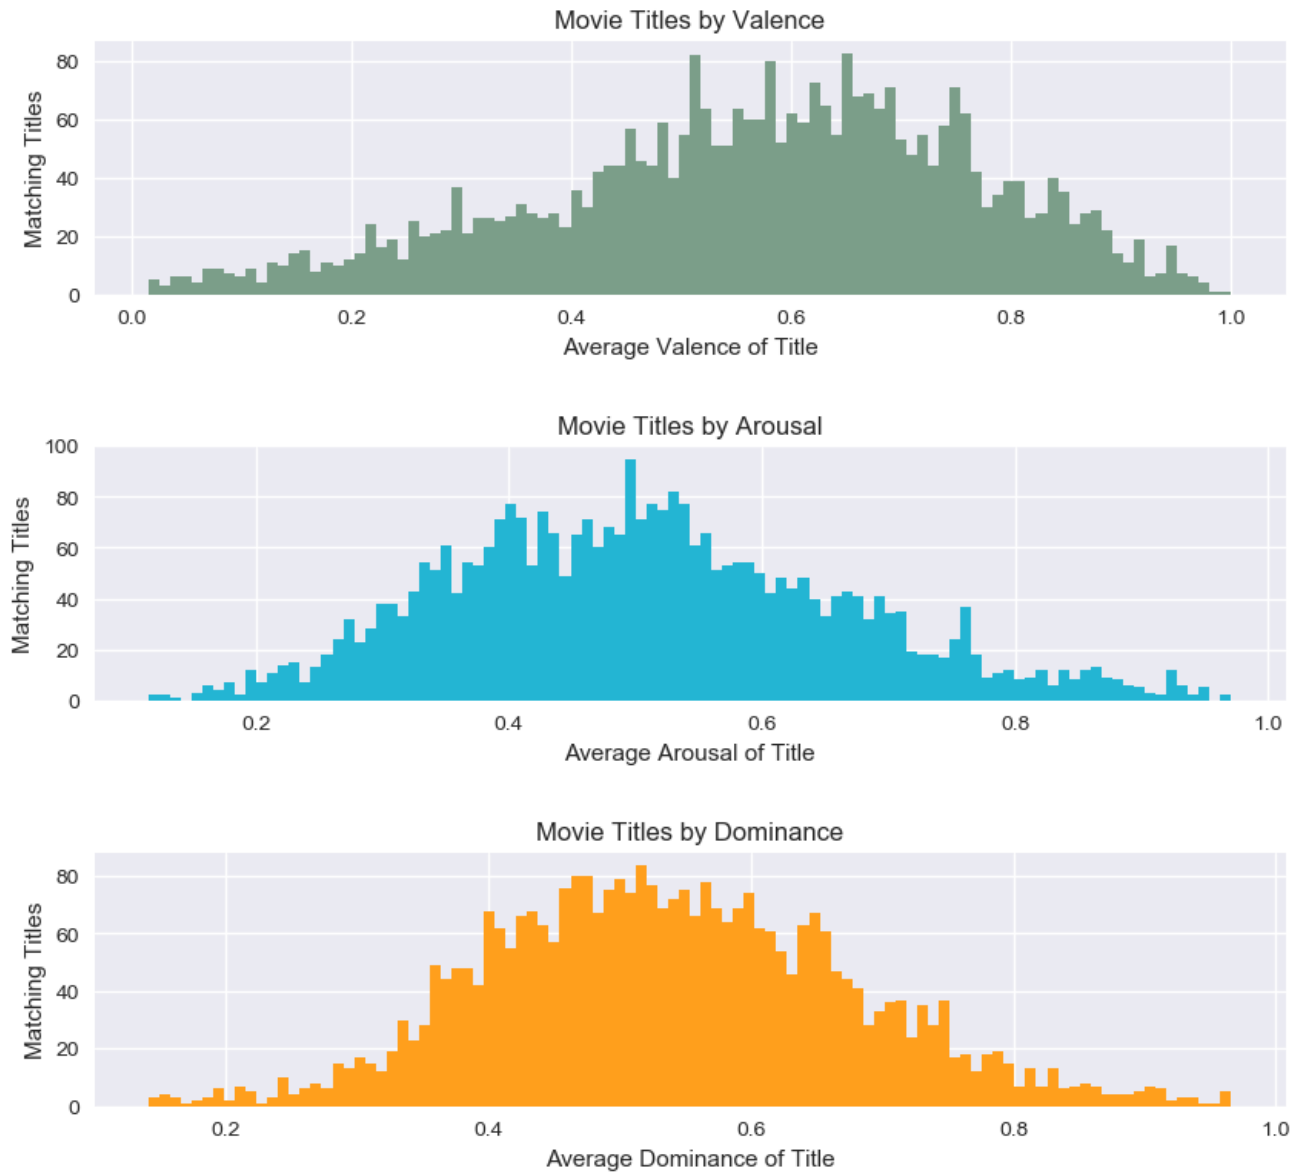 Movie Titles by Valence
80
60
40
20
0
Matching Titles
0.0 0.2 0.4 0.6 0.8 1.0
Average Valence of Title
Movie Titles by Arousal
100
80
60
40
20
0
Matching Titles
0.2 0.4 0.6 0.8 1.0
Average Arousal of Title
Movie Titles by Dominance
80
60
40
20
0
Matching Titles
0.2 0.4 0.6 0.8 1.0
Average Dominance of Title